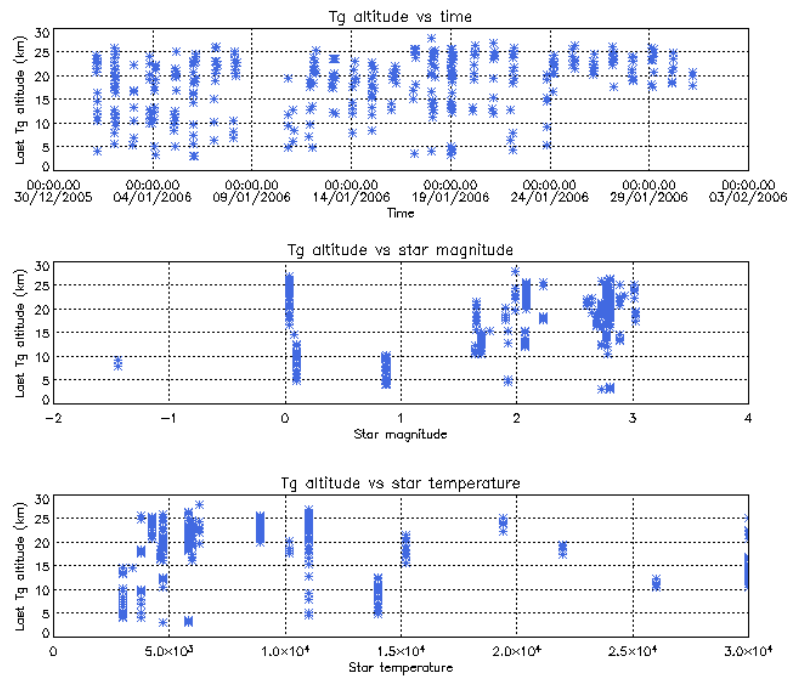 Tg altitude vs time
Last Tg altitude (km)
30
25
20
15
10
5
0
00:00.00 00:00.00 00:00.00 00:00.00 00:00.00 00:00.00 00:00.00 00:00.00
30/12/2005 04/01/2006 09/01/2006 14/01/2006 19/01/2006 24/01/2006 29/01/2006 03/02/2006
Time
Tg altitude vs star magnitude
Last Tg altitude (km)
30
25
20
15
10
5
0
-2 -1 0 1 2 3 4
Star magnitude
Tg altitude vs star temperature
Last Tg altitude (km)
30
25
20
15
10
5
0
0 5.0×10³ 1.0×10⁴ 1.5×10⁴ 2.0×10⁴ 2.5×10⁴ 3.0×10⁴
Star temperature